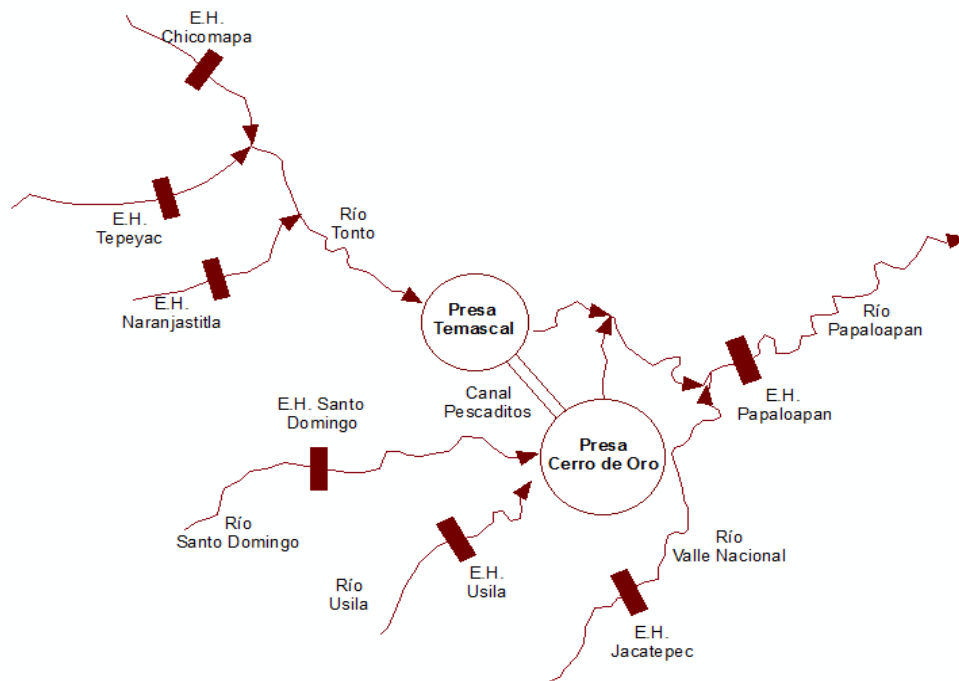 E.H.
Chicomapa
E.H.
Tepeyac
Río
Tonto
E.H.
Naranjastitla
Presa
Temascal
Río
Papaloapan
E.H.
Papaloapan
Canal
Pescaditos
E.H. Santo
Domingo
Presa
Cerro de Oro
Río
Santo Domingo
Río
Usila
E.H.
Usila
Río
Valle Nacional
E.H.
Jacatepec